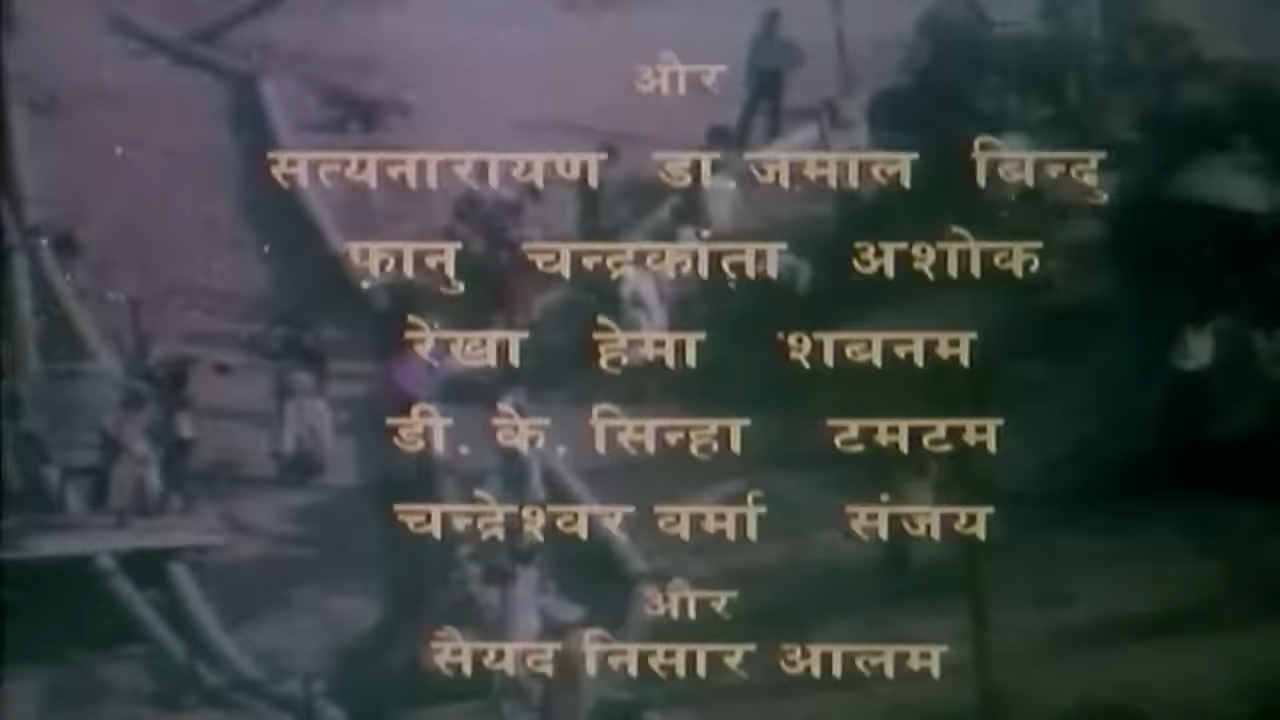 और
सत्यनारायण डा. जमाल बिन्दु
फानु चन्द्रकांता अशोक
रेखा हेमा शबनम
डी. के. सिन्हा टमटम
चन्द्रेश्वर वर्मा संजय
और
सैयद निसार आलम